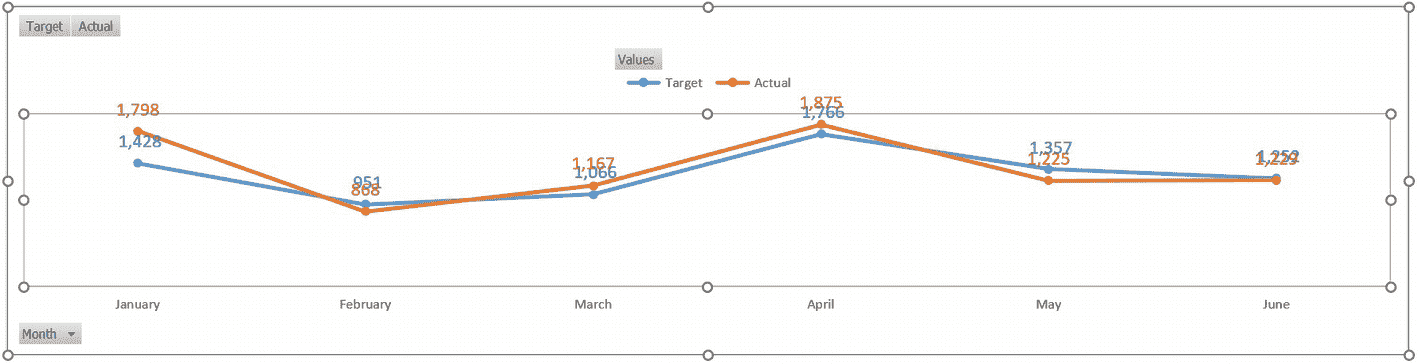 Target Actual
Values
Target Actual
1,798
1,428
951
868
1,167
1,066
1,875
1,766
1,357
1,225
January February March April May June
Month